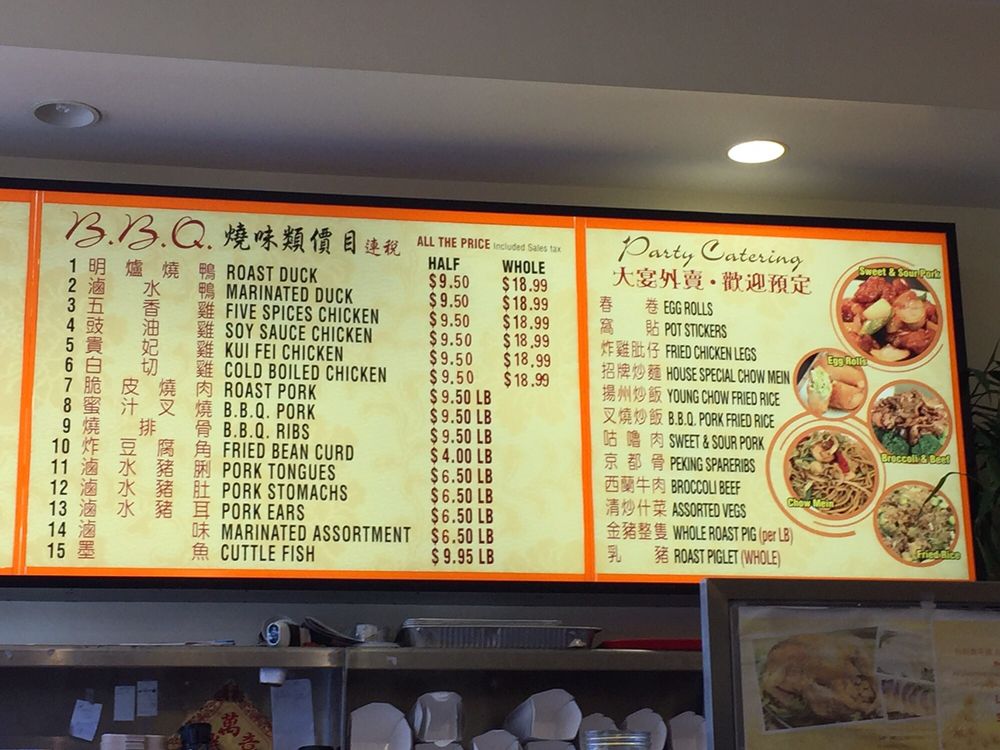 B.B.Q. 燒味類價目 連稅 ALL THE PRICE Included Sales tax
HALF WHOLE
1 明爐燒鴨 ROAST DUCK $9.50 $18.99
2 滷水鴨 MARINATED DUCK $9.50 $18.99
3 五香雞 FIVE SPICES CHICKEN $9.50 $18.99
4 豉油雞 SOY SAUCE CHICKEN $9.50 $18.99
5 貴妃雞 KUI FEI CHICKEN $9.50 $18.99
6 白切雞 COLD BOILED CHICKEN $9.50 $18.99
7 脆皮燒肉 ROAST PORK $9.50 LB
8 蜜汁叉燒 B.B.Q. PORK $9.50 LB
9 燒排骨 B.B.Q. RIBS $9.50 LB
10 炸豆腐角 FRIED BEAN CURD $4.00 LB
11 滷水豬脷 PORK TONGUES $6.50 LB
12 滷水豬肚 PORK STOMACHS $6.50 LB
13 滷水豬耳 PORK EARS $6.50 LB
14 滷味 MARINATED ASSORTMENT $6.50 LB
15 墨魚 CUTTLE FISH $9.95 LB
Party Catering
大宴外賣·歡迎預定
春卷 EGG ROLLS
窩貼 POT STICKERS
炸雞肶仔 FRIED CHICKEN LEGS
招牌炒麵 HOUSE SPECIAL CHOW MEIN
揚州炒飯 YOUNG CHOW FRIED RICE
叉燒炒飯 B.B.Q. PORK FRIED RICE
咕嚕肉 SWEET & SOUR PORK
京都骨 PEKING SPARERIBS
西蘭牛肉 BROCCOLI BEEF
清炒什菜 ASSORTED VEGS
金豬整隻 WHOLE ROAST PIG (per LB)
乳豬 ROAST PIGLET (WHOLE)
Sweet & Sour Pork
Egg Rolls
Broccoli & Beef
Chow Mein
Fried Rice
萬